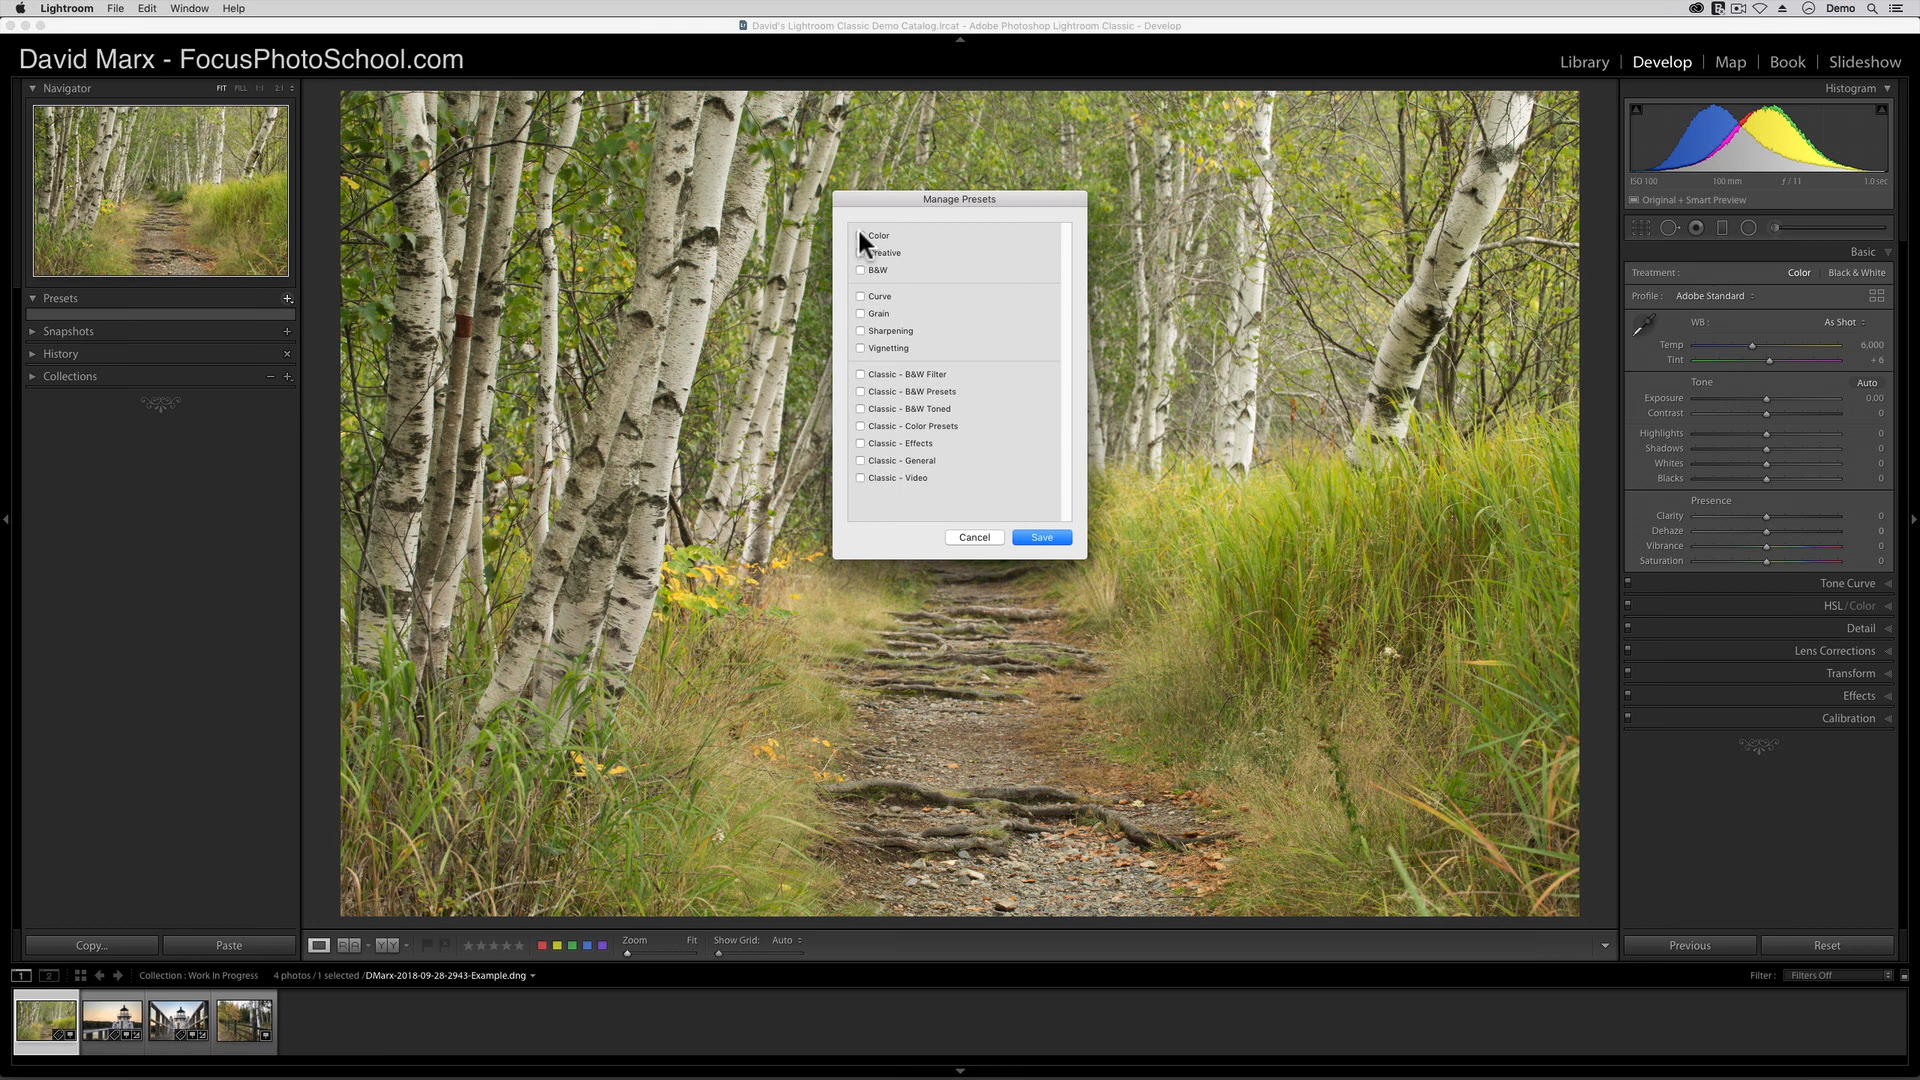 Lightroom File Edit Window Help Demo
David's Lightroom Classic Demo Catalog.lrcat - Adobe Photoshop Lightroom Classic - Develop
David Marx - FocusPhotoSchool.com
Library | Develop | Map | Book | Slideshow
Navigator FIT FILL 1:1 2:1
Presets
Snapshots
History
Collections
Copy... Paste
Manage Presets
Color
reative
B&W
Curve
Grain
Sharpening
Vignetting
Classic - B&W Filter
Classic - B&W Presets
Classic - B&W Toned
Classic - Color Presets
Classic - Effects
Classic - General
Classic - Video
Cancel Save
Histogram
ISO 100 100 mm ƒ / 11 1.0 sec
Original + Smart Preview
Basic
Treatment : Color | Black & White
Profile : Adobe Standard
WB : As Shot
Temp 6,000
Tint + 6
Tone Auto
Exposure 0.00
Contrast 0
Highlights 0
Shadows 0
Whites 0
Blacks 0
Presence
Clarity 0
Dehaze 0
Vibrance 0
Saturation 0
Tone Curve
HSL / Color
Detail
Lens Corrections
Transform
Effects
Calibration
Previous Reset
Zoom Fit Show Grid: Auto
1 2 Collection : Work In Progress 4 photos / 1 selected / DMarx-2018-09-28-2943-Example.dng Filter : Filters Off